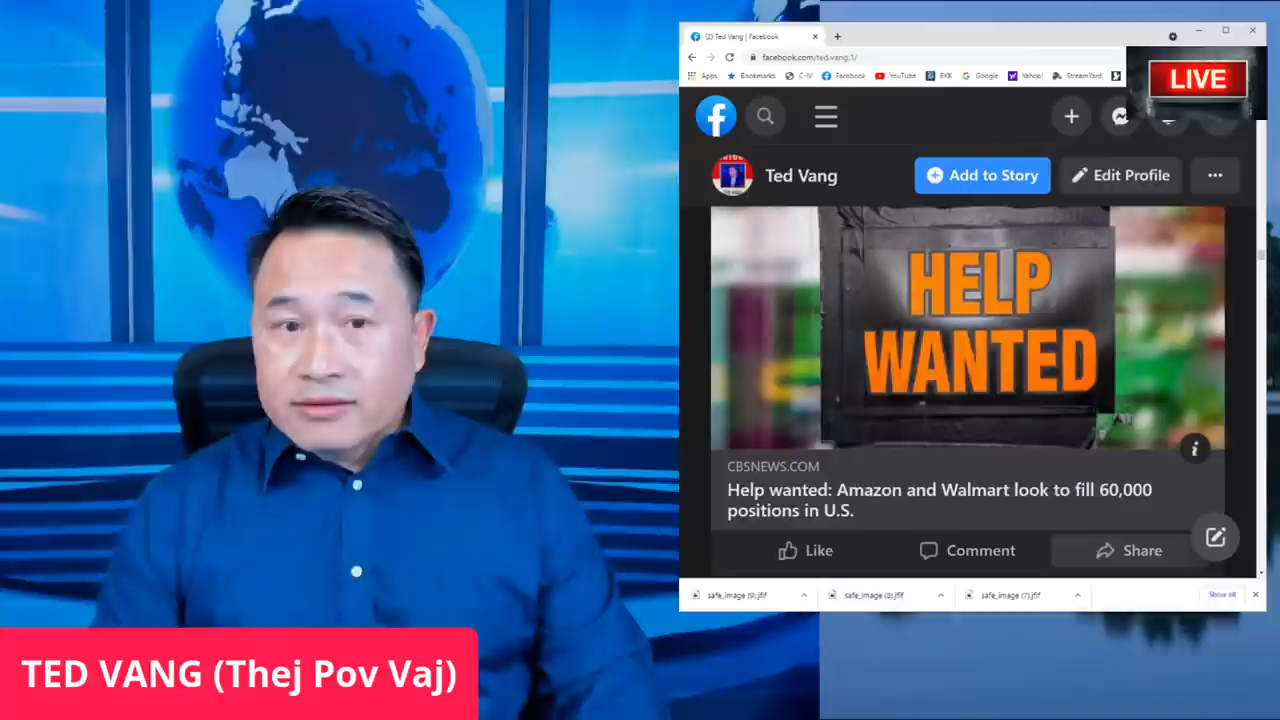 (2) Ted Vang | Facebook
facebook.com/ted.vang.1/
Apps Bookmarks C-IV Facebook YouTube BKK Google Yahoo! StreamYard
LIVE
Ted Vang
Add to Story
Edit Profile
HELP
WANTED
CBSNEWS.COM
Help wanted: Amazon and Walmart look to fill 60,000
positions in U.S.
Like Comment Share
safe_image (9).jfif safe_image (8).jfif safe_image (7).jfif Show all
TED VANG (Thej Pov Vaj)